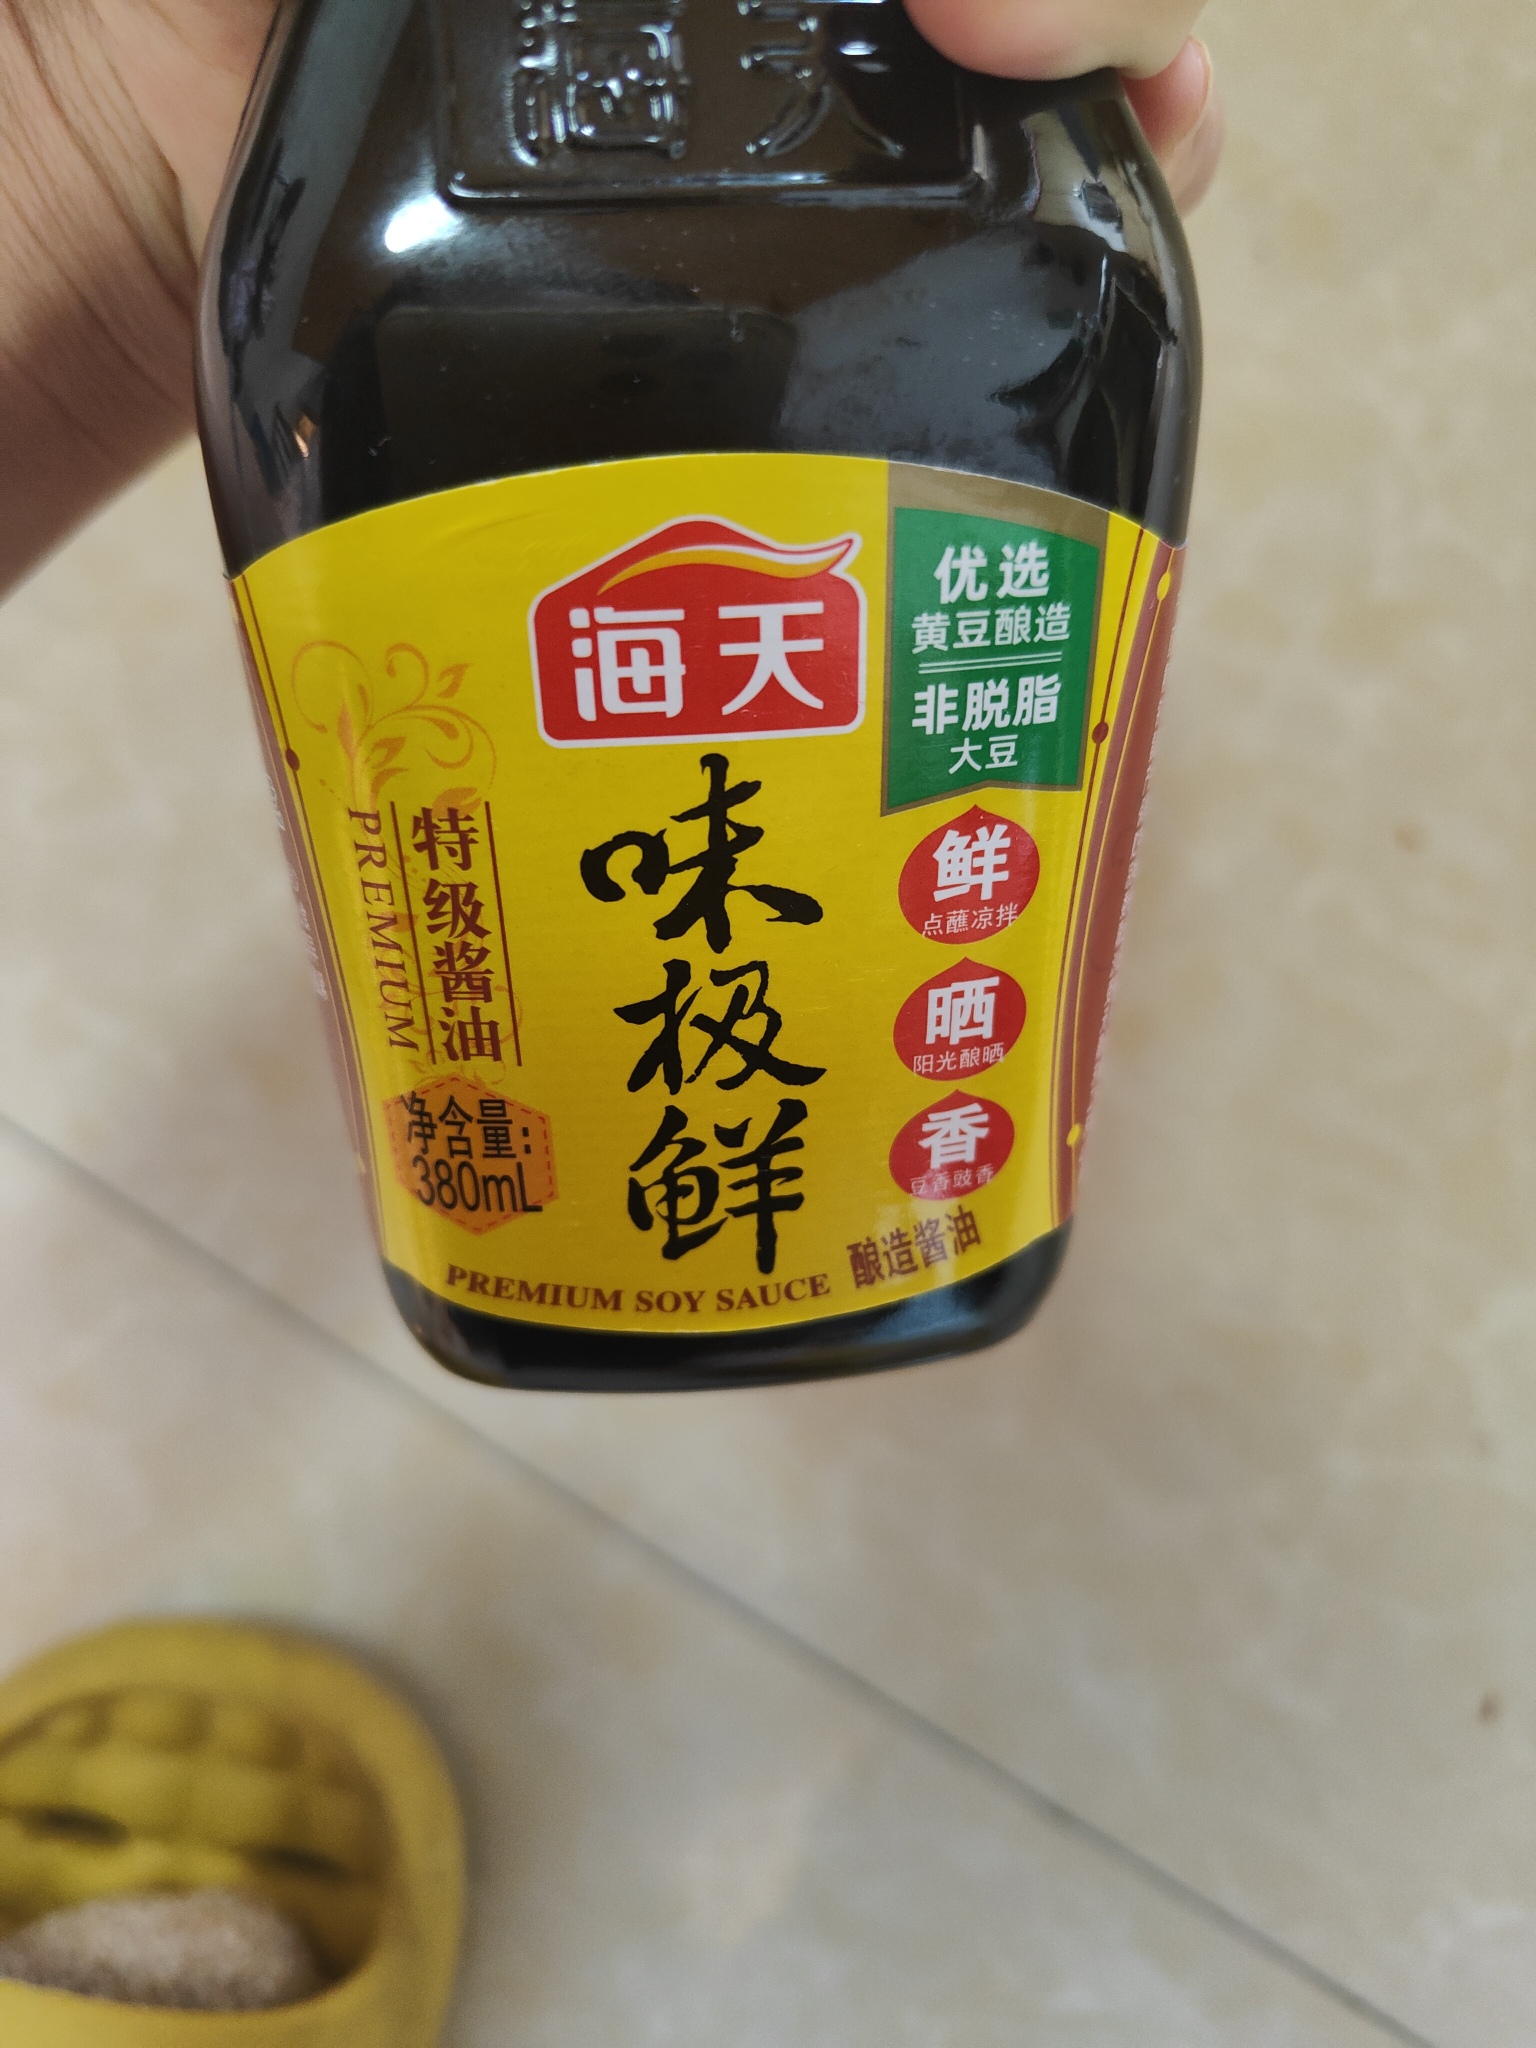 海天
优选
黄豆酿造
非脱脂
大豆
味极鲜
特级酱油
PREMIUM
鲜
点蘸凉拌
晒
阳光酿晒
香
豆香豉香
净含量:
380mL
PREMIUM SOY SAUCE
酿造酱油